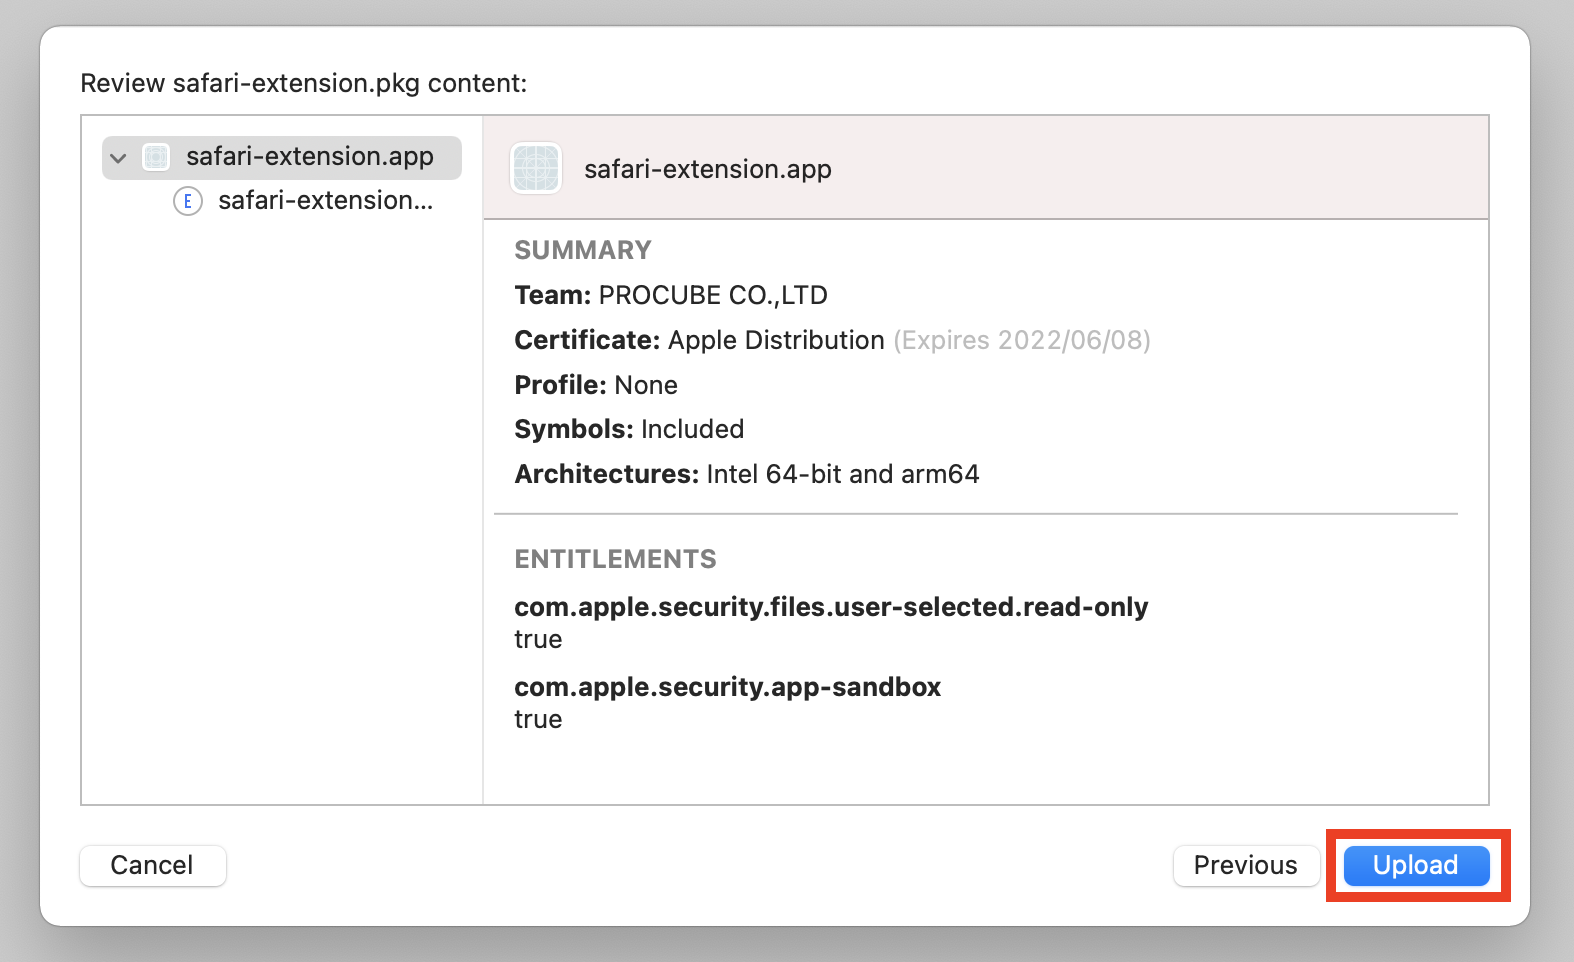 Review safari-extension.pkg content:
safari-extension.app
E safari-extension...
safari-extension.app
SUMMARY
Team: PROCUBE CO.,LTD
Certificate: Apple Distribution (Expires 2022/06/08)
Profile: None
Symbols: Included
Architectures: Intel 64-bit and arm64
ENTITLEMENTS
com.apple.security.files.user-selected.read-only
true
com.apple.security.app-sandbox
true
Cancel
Previous
Upload